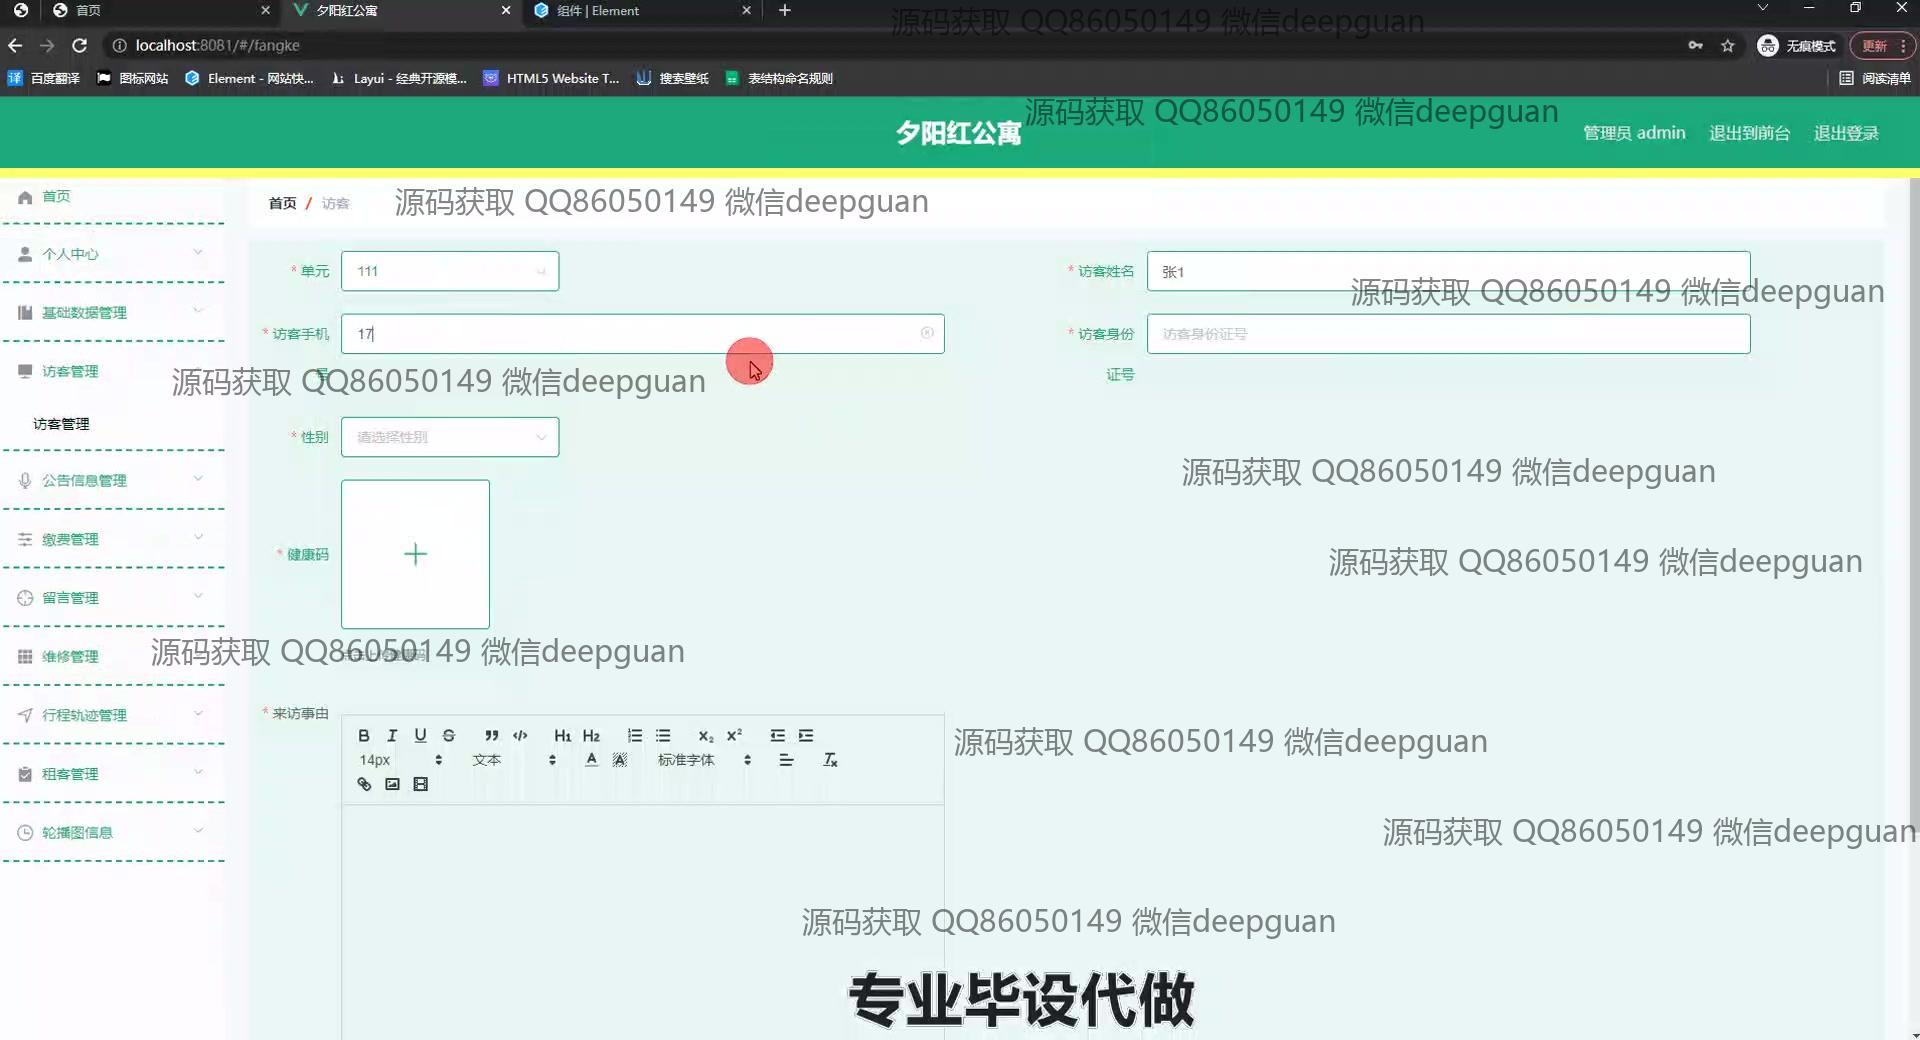 首页
夕阳红公寓
组件 | Element
源码获取 QQ86050149 微信deepguan
localhost:8081/#/fangke
无痕模式
更新
百度翻译
图标网站
Element - 网站快...
Layui - 经典开源模...
HTML5 Website T...
搜索壁纸
表结构命名规则
阅读清单
夕阳红公寓
源码获取 QQ86050149 微信deepguan
管理员 admin
退出到前台
退出登录
首页
首页 / 访客
源码获取 QQ86050149 微信deepguan
个人中心
* 单元 111
* 访客姓名 张1
源码获取 QQ86050149 微信deepguan
基础数据管理
* 访客手机 17
* 访客身份证号 访客身份证号
访客管理
源码获取 QQ86050149 微信deepguan
访客管理
* 性别 请选择性别
公告信息管理
源码获取 QQ86050149 微信deepguan
缴费管理
* 健康码
源码获取 QQ86050149 微信deepguan
留言管理
维修管理
源码获取 QQ86050149 微信deepguan
行程轨迹管理
* 来访事由
B I U S H1 H2 X2 X2
14px 文本 标准字体
源码获取 QQ86050149 微信deepguan
租客管理
轮播图信息
源码获取 QQ86050149 微信deepguan
源码获取 QQ86050149 微信deepguan
专业毕设代做